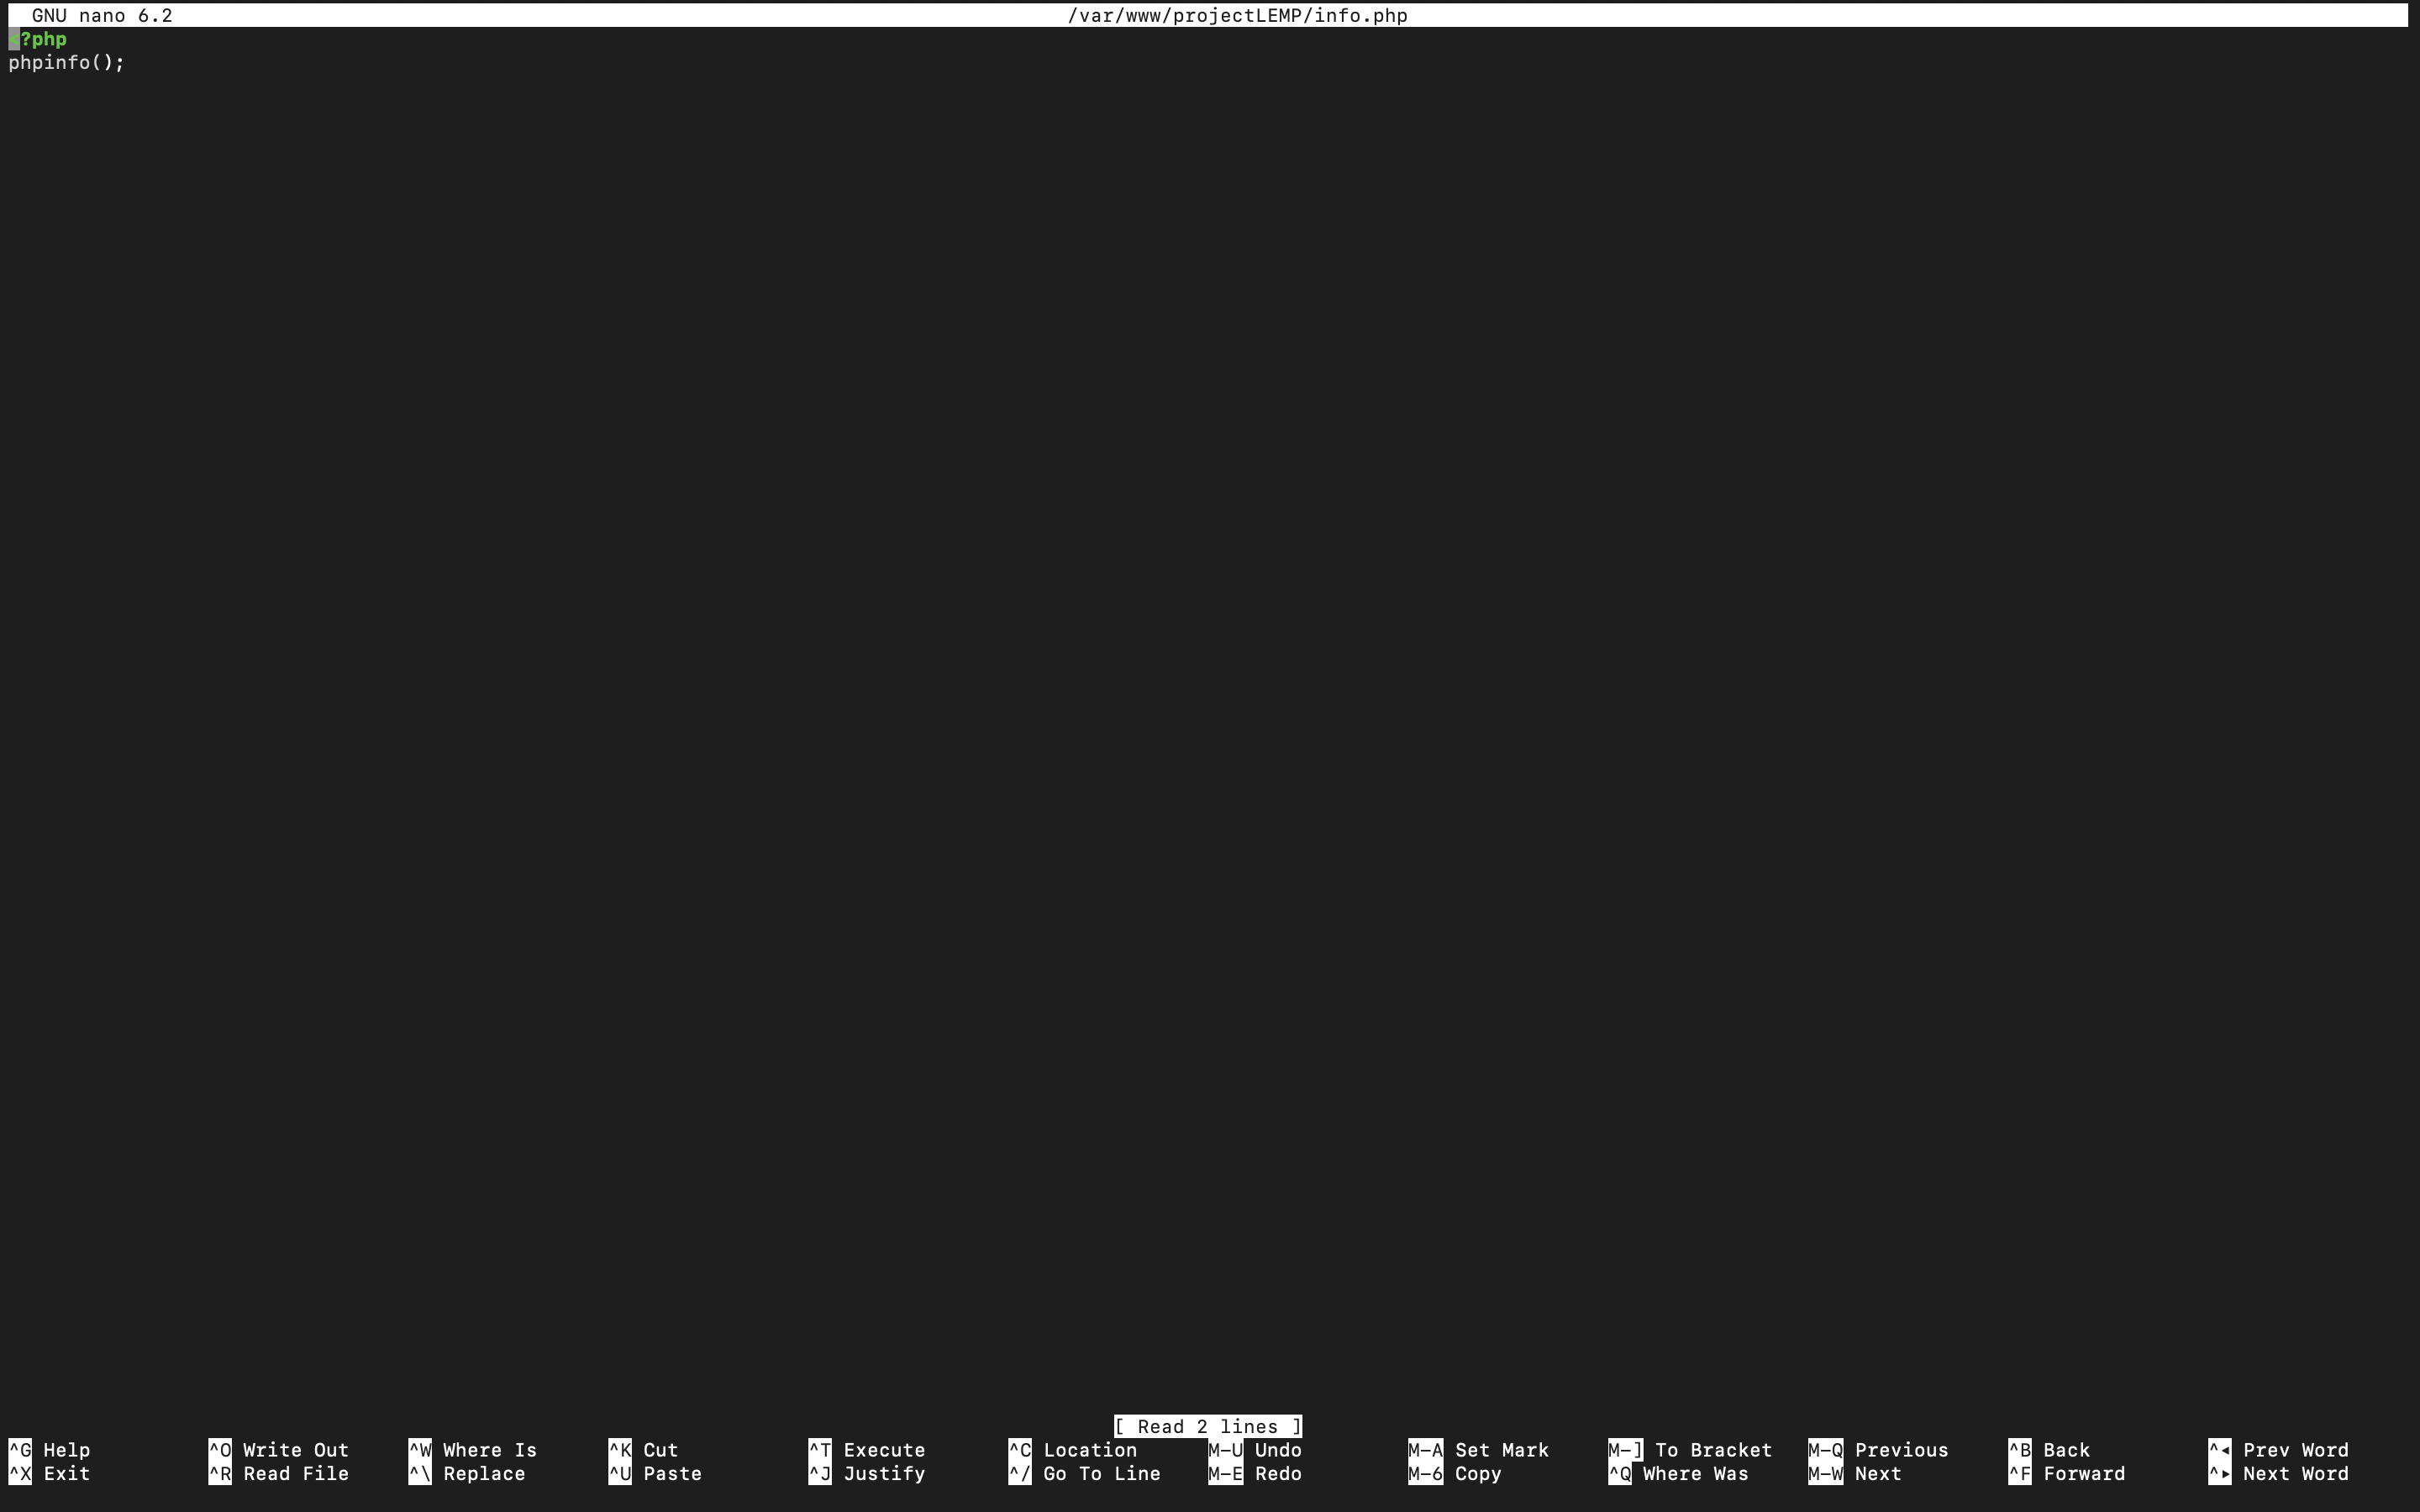 GNU nano 6.2 /var/www/projectLEMP/info.php
<?php
phpinfo();
[ Read 2 lines ]
^G Help ^O Write Out ^W Where Is ^K Cut ^T Execute ^C Location M-U Undo M-A Set Mark M-] To Bracket M-Q Previous ^B Back ^◂ Prev Word
^X Exit ^R Read File ^\ Replace ^U Paste ^J Justify ^/ Go To Line M-E Redo M-6 Copy ^Q Where Was M-W Next ^F Forward ^▸ Next Word